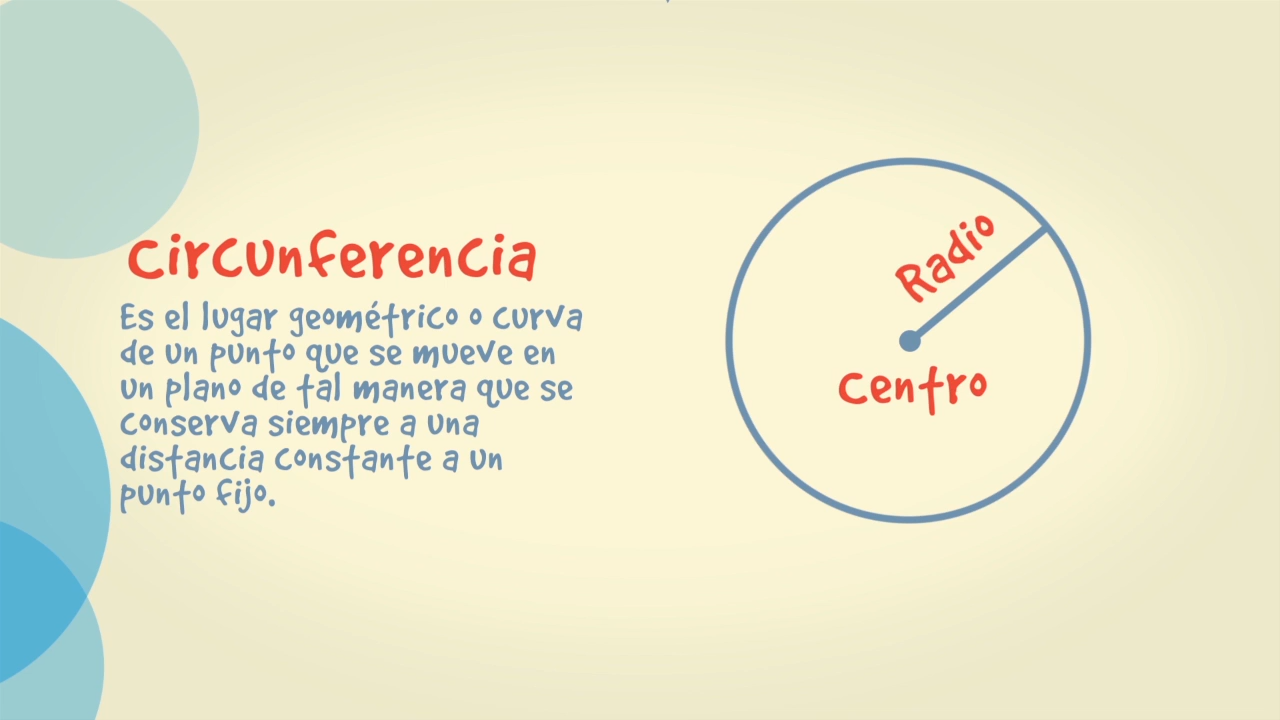 Circunferencia
Es el lugar geométrico o curva
de un punto que se mueve en
un plano de tal manera que se
conserva siempre a una
distancia constante a un
punto fijo.
Radio
Centro